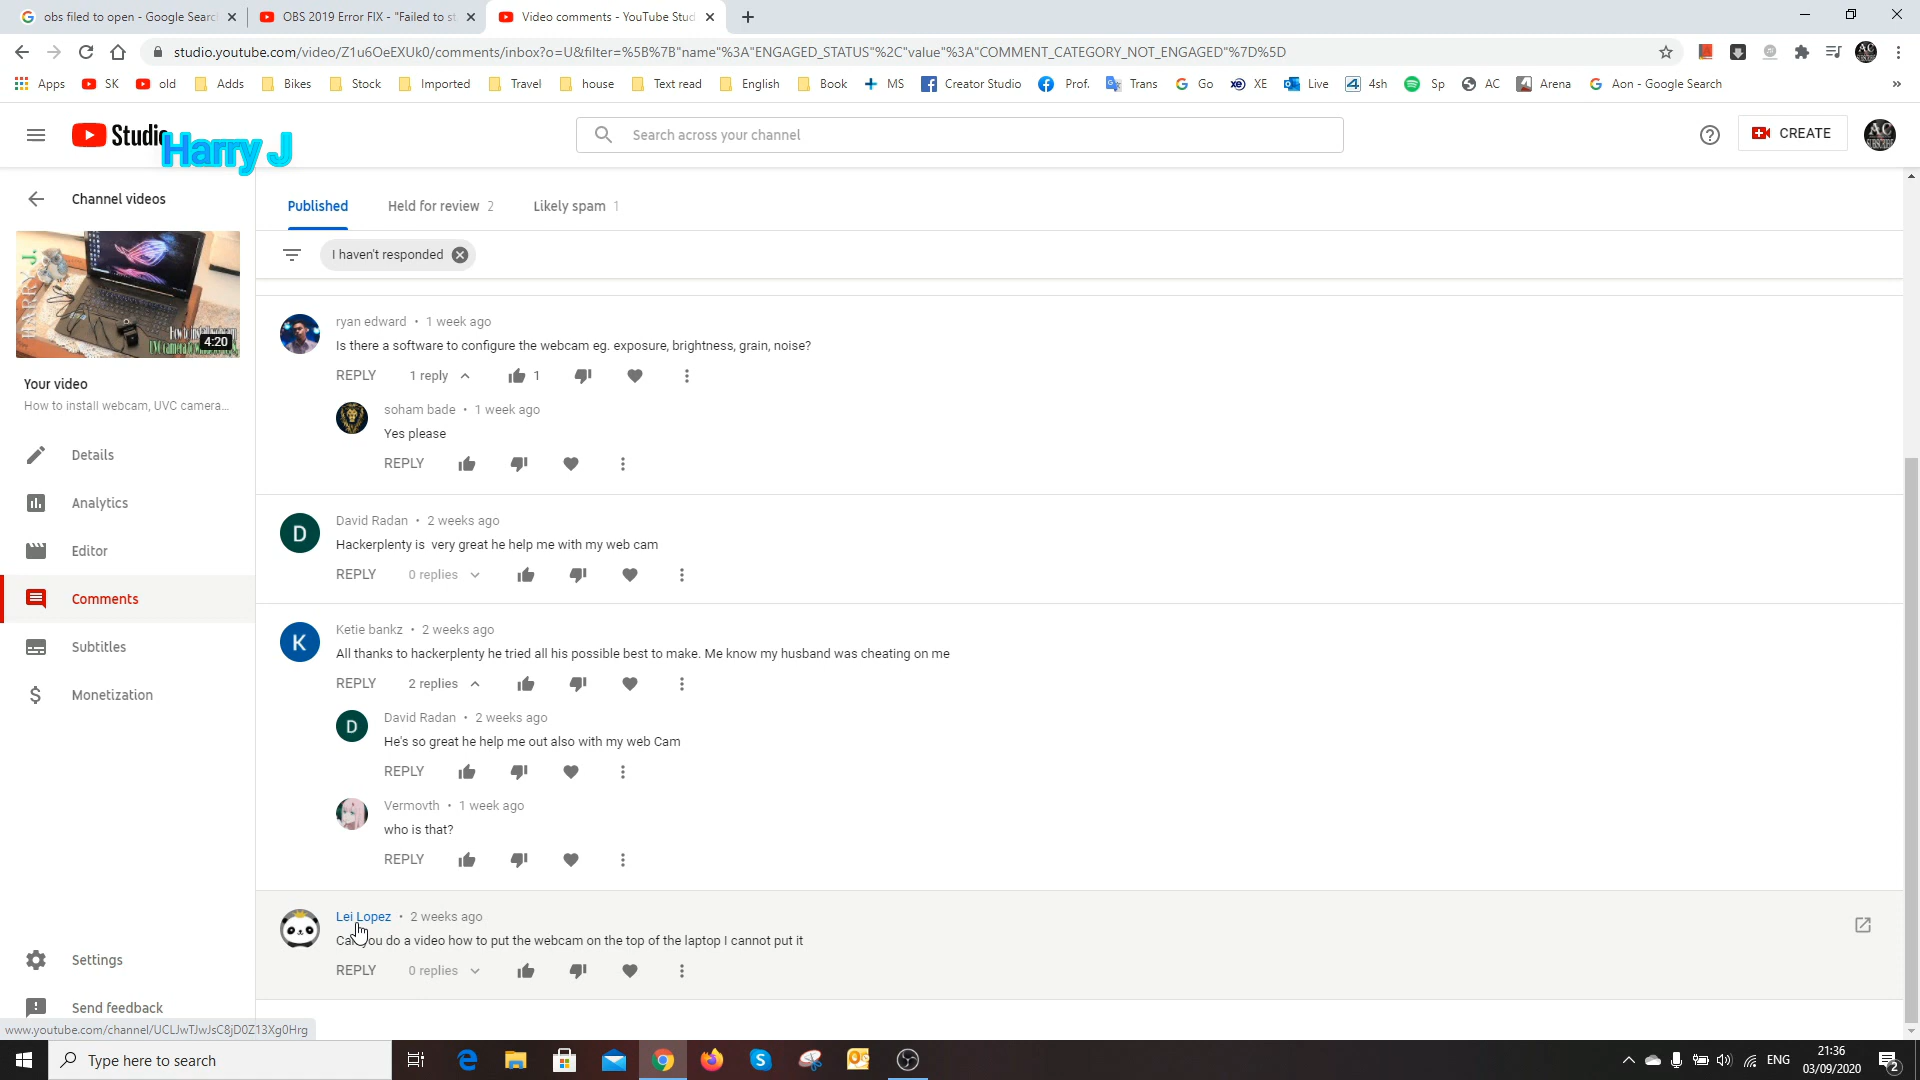 obs filed to open - Google Searc
OBS 2019 Error FIX - "Failed to st
Video comments - YouTube Stud
studio.youtube.com/video/Z1u6OeEXUk0/comments/inbox?o=U&filter=%5B%7B"name"%3A"ENGAGED_STATUS"%2C"value"%3A"COMMENT_CATEGORY_NOT_ENGAGED"%7D%5D
Apps SK old Adds Bikes Stock Imported Travel house Text read English Book MS Creator Studio Prof. Trans Go XE Live 4sh Sp AC Arena Aon - Google Search »
Studio
Harry J
Search across your channel
CREATE
Channel videos
Published
Held for review 2
Likely spam 1
I haven't responded
4:20
Your video
How to install webcam, UVC camera...
Details
Analytics
Editor
Comments
Subtitles
Monetization
Settings
Send feedback
ryan edward • 1 week ago
Is there a software to configure the webcam eg. exposure, brightness, grain, noise?
REPLY 1 reply 1
soham bade • 1 week ago
Yes please
REPLY
D
David Radan • 2 weeks ago
Hackerplenty is very great he help me with my web cam
REPLY 0 replies
K
Ketie bankz • 2 weeks ago
All thanks to hackerplenty he tried all his possible best to make. Me know my husband was cheating on me
REPLY 2 replies
D
David Radan • 2 weeks ago
He's so great he help me out also with my web Cam
REPLY
Vermovth • 1 week ago
who is that?
REPLY
Lei Lopez • 2 weeks ago
Can you do a video how to put the webcam on the top of the laptop I cannot put it
REPLY 0 replies
www.youtube.com/channel/UCLJwTJwJsC8jD0Z13Xg0Hrg
Type here to search
ENG
21:36
03/09/2020
2